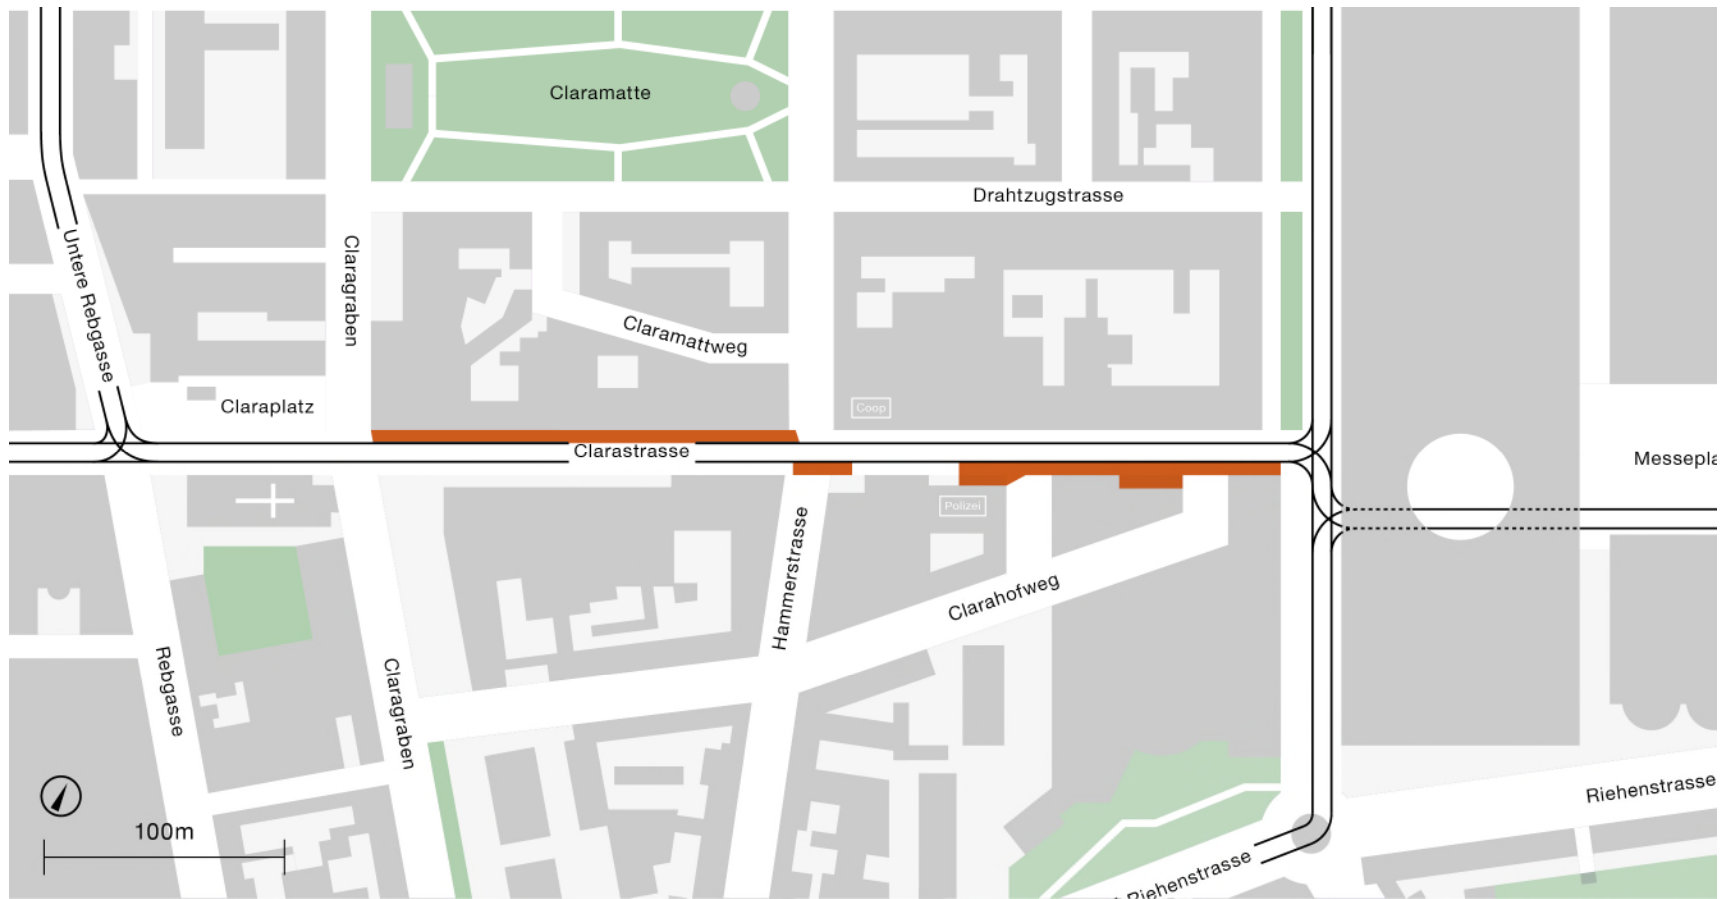 Claramatte
Drahtzugstrasse
Untere Rebgasse
Claragraben
Claramattweg
Claraplatz
Coop
Clarastrasse
Messepla
Polizei
Hammerstrasse
Clarahofweg
Rebgasse
Claragraben
Riehenstrasse
100m
Riehenstrasse